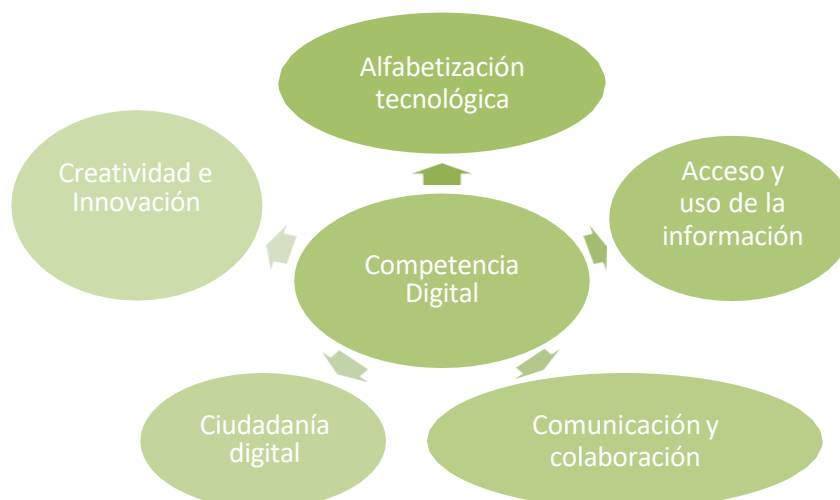 Alfabetización
tecnológica
Creatividad e
Innovación
Acceso y
uso de la
información
Competencia
Digital
Ciudadanía
digital
Comunicación y
colaboración